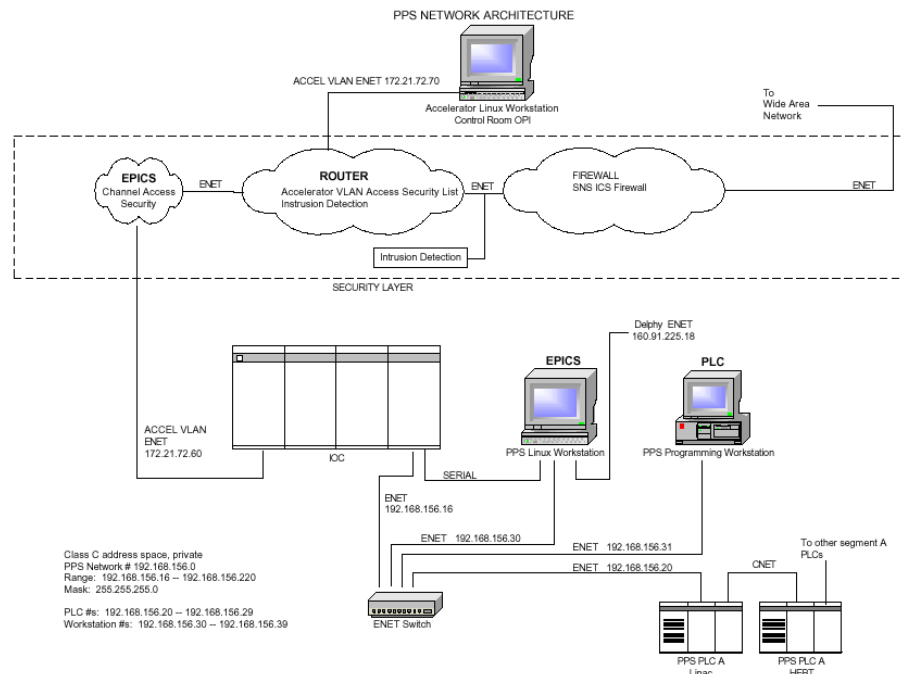 PPS NETWORK ARCHITECTURE
ACCEL VLAN ENET 172.21.72.70
Accelerator Linux Workstation
Control Room OPI
To
Wide Area
Network
EPICS
Channel Access
Security
ENET
ROUTER
Accelerator VLAN Access Security List
Instrusion Detection
ENET
FIREWALL
SNS ICS Firewall
ENET
Intrusion Detection
SECURITY LAYER
Delphy ENET
160.91.225.18
EPICS
PLC
ACCEL VLAN
ENET
172.21.72.60
IOC
PPS Linux Workstation
PPS Programming Workstation
SERIAL
ENET
192.168.156.16
ENET 192.168.156.30
ENET 192.168.156.31
To other segment A
PLCs
ENET 192.168.156.20
CNET
Class C address space, private
PPS Network # 192.168.156.0
Range: 192.168.156.16 -- 192.168.156.220
Mask: 255.255.255.0
PLC #s: 192.168.156.20 -- 192.168.156.29
Workstation #s: 192.168.156.30 -- 192.168.156.39
ENET Switch
PPS PLC A
Linac
PPS PLC A
HEBT